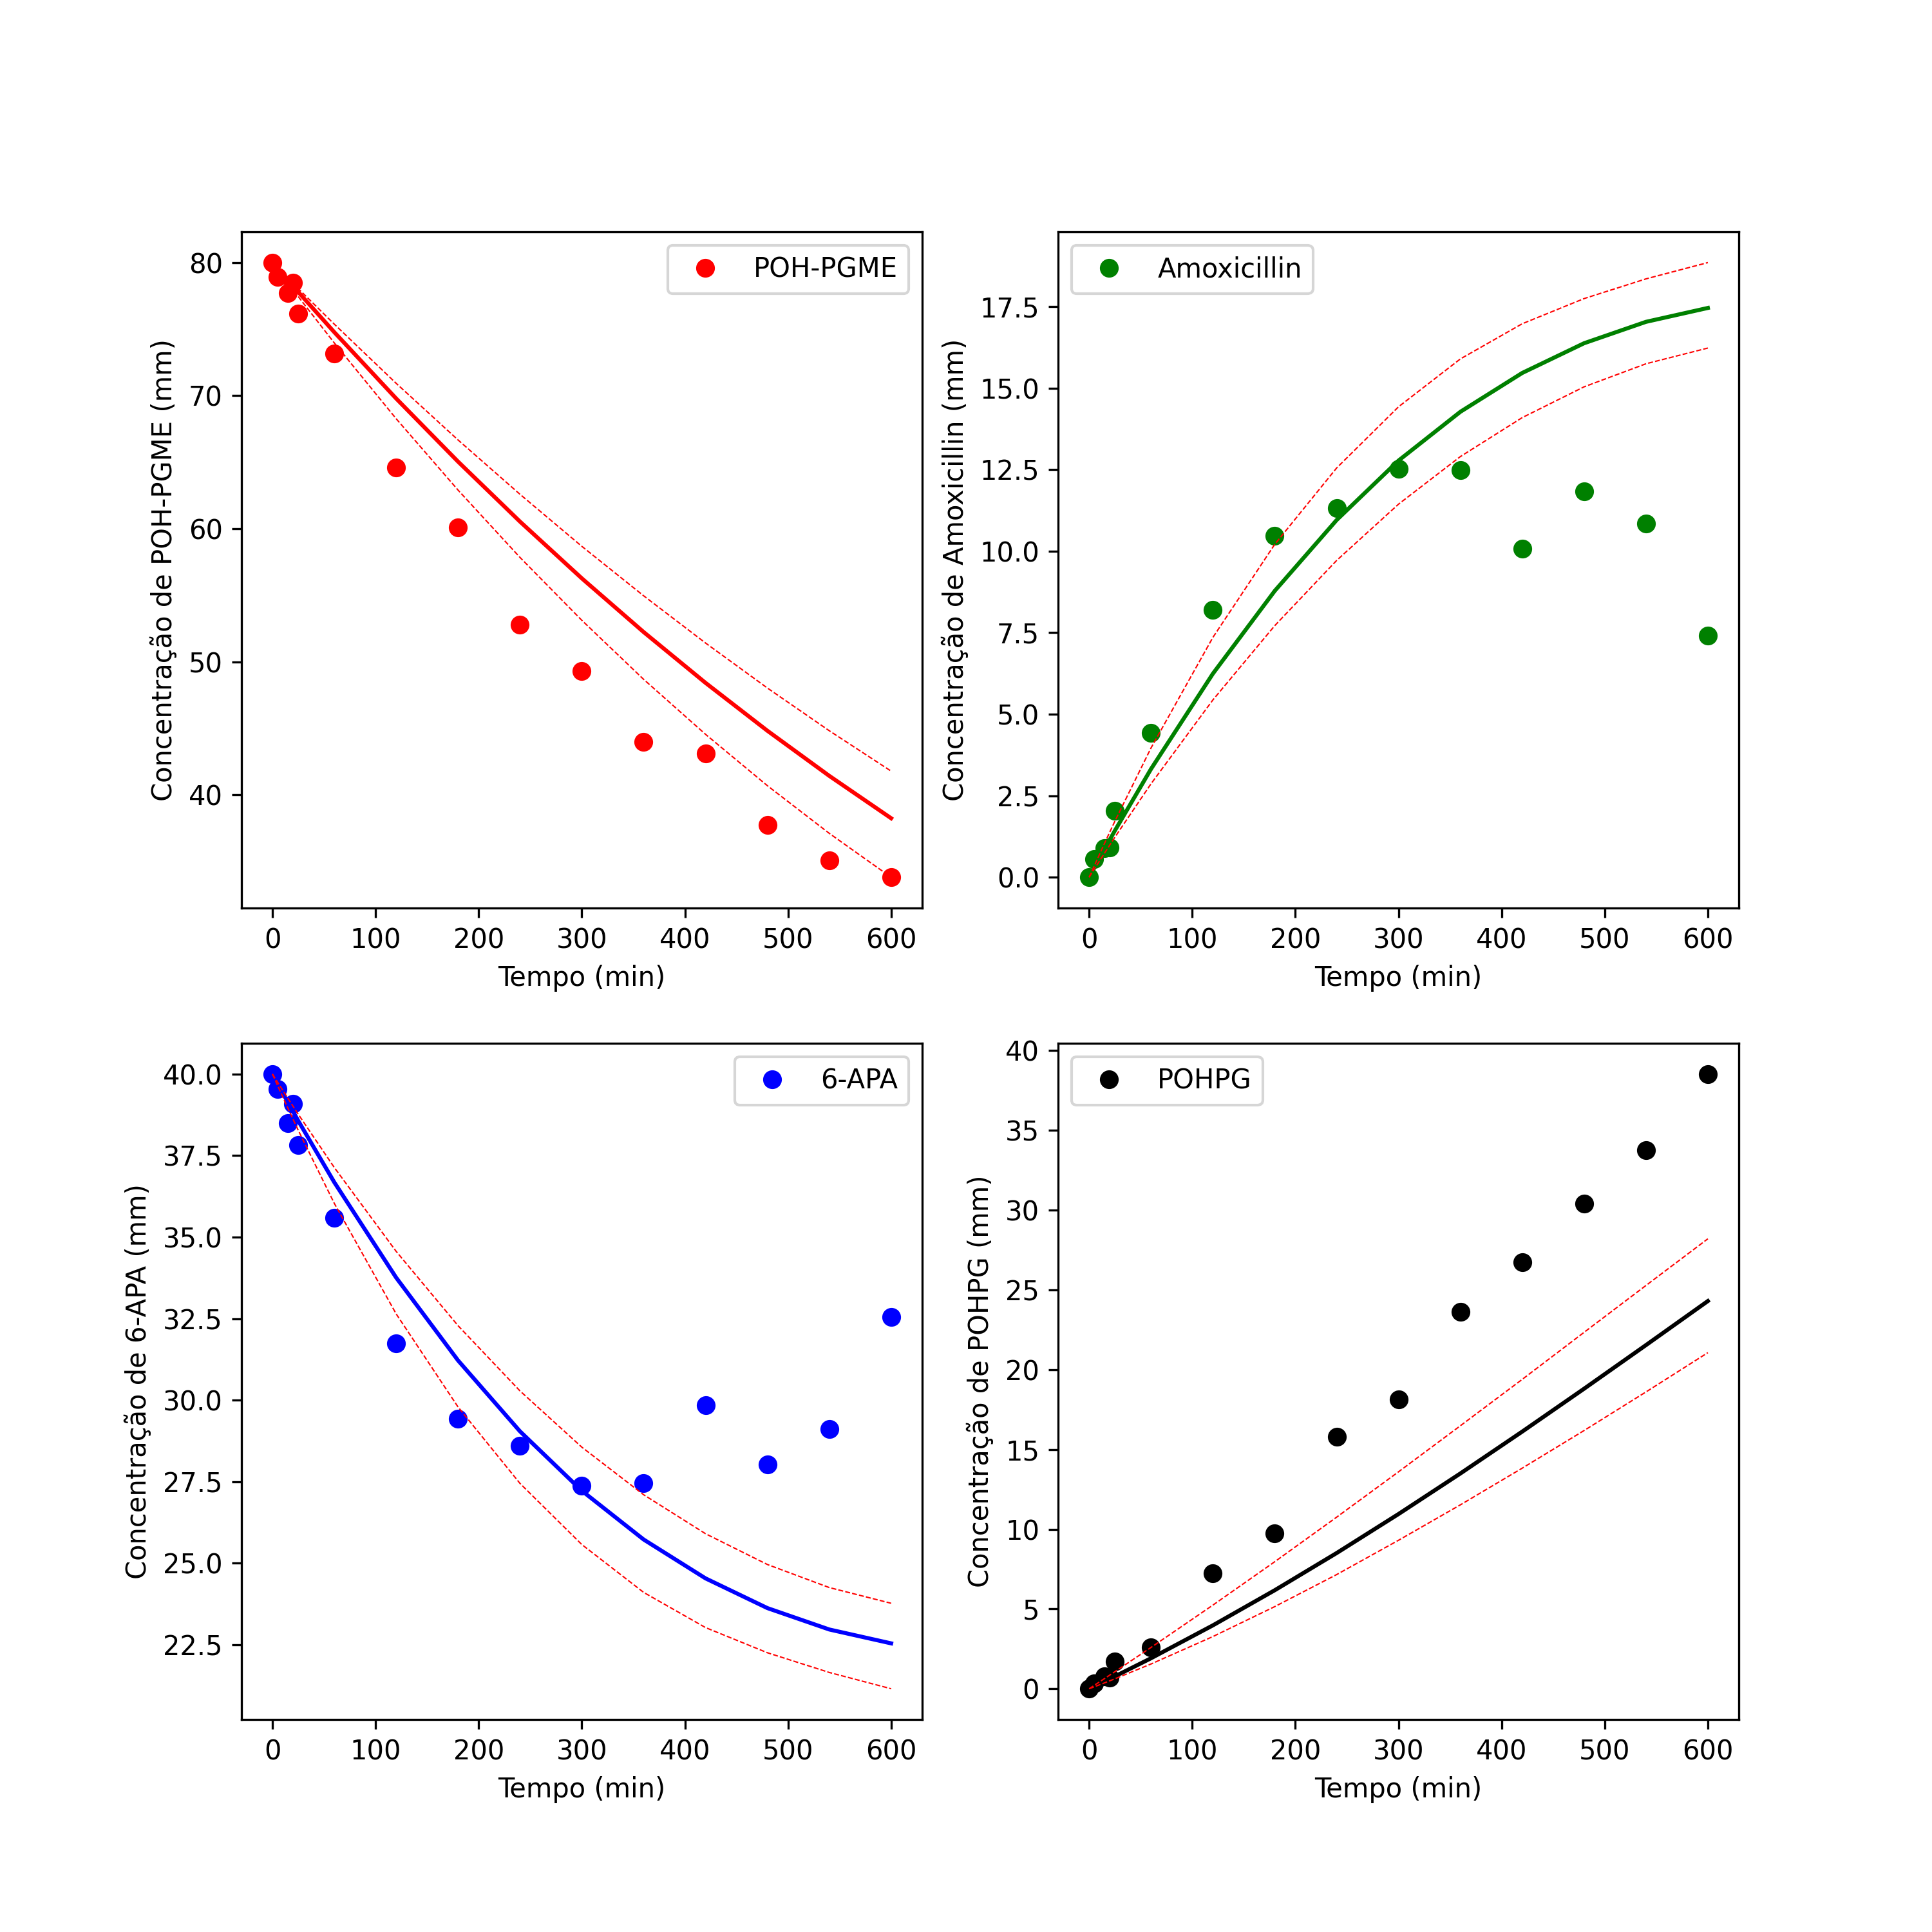 POH-PGME
Concentração de POH-PGME (mm)
80
70
60
50
40
0 100 200 300 400 500 600
Tempo (min)
Amoxicillin
Concentração de Amoxicillin (mm)
17.5
15.0
12.5
10.0
7.5
5.0
2.5
0.0
0 100 200 300 400 500 600
Tempo (min)
6-APA
Concentração de 6-APA (mm)
40.0
37.5
35.0
32.5
30.0
27.5
25.0
22.5
0 100 200 300 400 500 600
Tempo (min)
POHPG
Concentração de POHPG (mm)
40
35
30
25
20
15
10
5
0
0 100 200 300 400 500 600
Tempo (min)